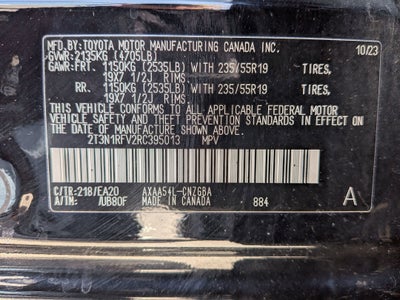 MFD. BY: TOYOTA MOTOR MANUFACTURING CANADA INC. 10/23
GVWR: 2135KG (4705LB)
GAWR: FRT. 1150KG (2535LB) WITH 235/55R19 TIRES,
19X7 1/2J RIMS,
RR. 1150KG (2535LB) WITH 235/55R19 TIRES,
19X7 1/2J RIMS,
THIS VEHICLE CONFORMS TO ALL APPLICABLE FEDERAL MOTOR
VEHICLE SAFETY AND THEFT PREVENTION STANDARDS IN
EFFECT ON THE DATE OF MANUFACTURE SHOWN ABOVE.
2T3N1RFV2RC395013 MPV
C/TR: 218/EA20 AXAA54L-CNZGBA A
A/TM: /UB80F MADE IN CANADA 884